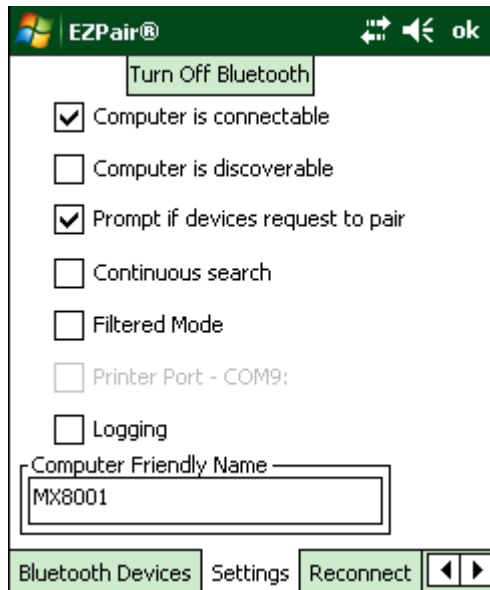 EZPair® ok
Turn Off Bluetooth
Computer is connectable
Computer is discoverable
Prompt if devices request to pair
Continuous search
Filtered Mode
Printer Port - COM9:
Logging
Computer Friendly Name
MX8001
Bluetooth Devices Settings Reconnect